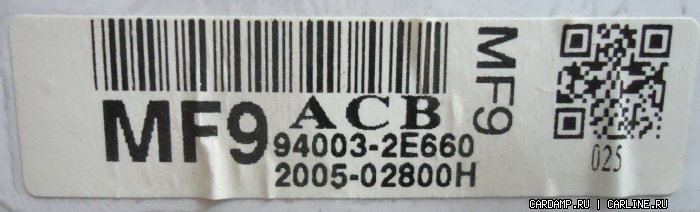 MF9
ACB
94003-2E660
2005-02800H
MF9
025
CARDAMP.RU | CARLINE.RU